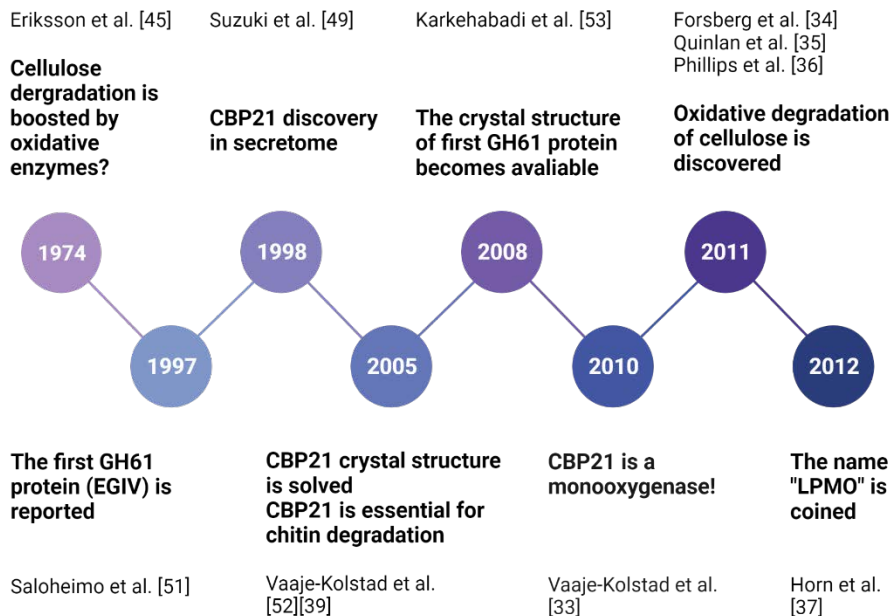 Eriksson et al. [45]
Cellulose
dergradation is
boosted by
oxidative
enzymes?
Suzuki et al. [49]
CBP21 discovery
in secretome
Karkehabadi et al. [53]
The crystal structure
of first GH61 protein
becomes avaliable
Forsberg et al. [34]
Quinlan et al. [35]
Phillips et al. [36]
Oxidative degradation
of cellulose is
discovered
1974
1998
2008
2011
1997
2005
2010
2012
The first GH61
protein (EGIV) is
reported
Saloheimo et al. [51]
CBP21 crystal structure
is solved
CBP21 is essential for
chitin degradation
Vaaje-Kolstad et al.
[52][39]
CBP21 is a
monooxygenase!
Vaaje-Kolstad et al.
[33]
The name
"LPMO" is
coined
Horn et al.
[37]